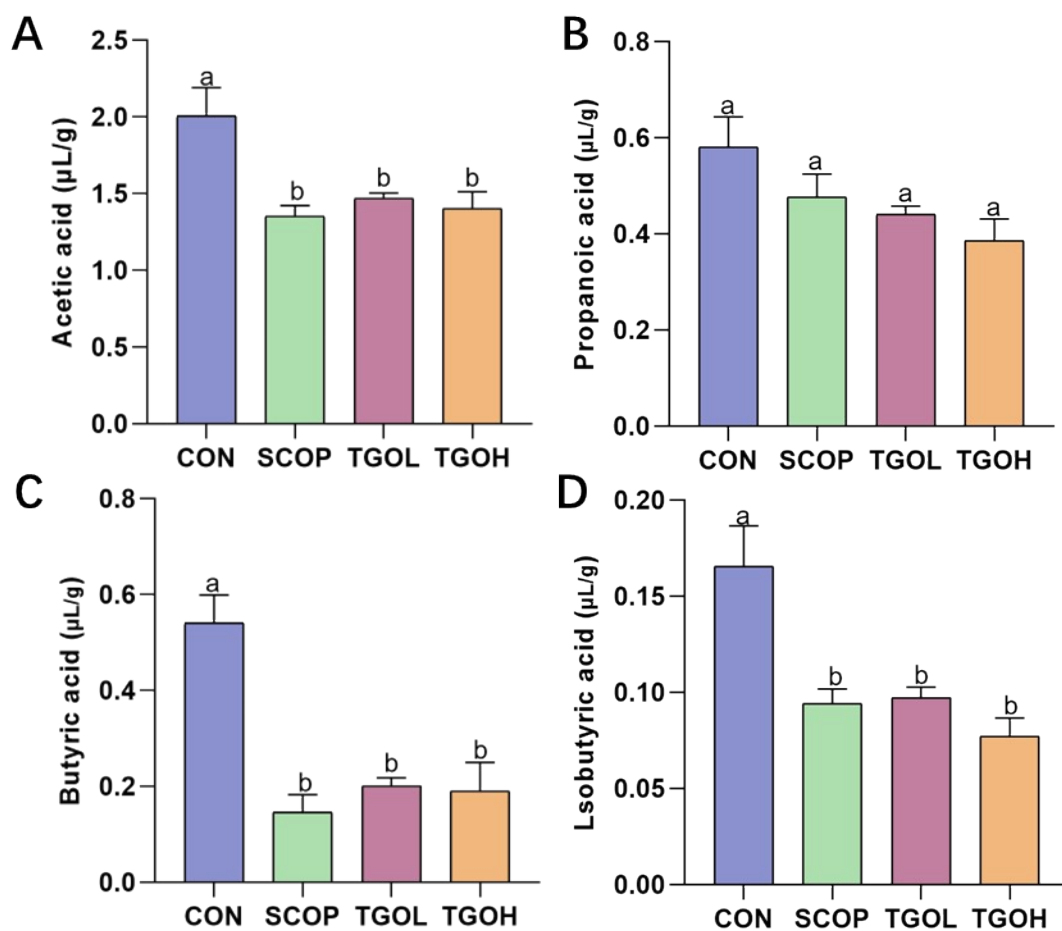 A
Acetic acid (µL/g)
2.5
2.0
1.5
1.0
0.5
0.0
a
b
b
b
CON SCOP TGOL TGOH
B
Propanoic acid (µL/g)
0.8
0.6
0.4
0.2
0.0
a
a
a
a
CON SCOP TGOL TGOH
C
Butyric acid (µL/g)
0.8
0.6
0.4
0.2
0.0
a
b
b
b
CON SCOP TGOL TGOH
D
Lsobutyric acid (µL/g)
0.20
0.15
0.10
0.05
0.00
a
b
b
b
CON SCOP TGOL TGOH